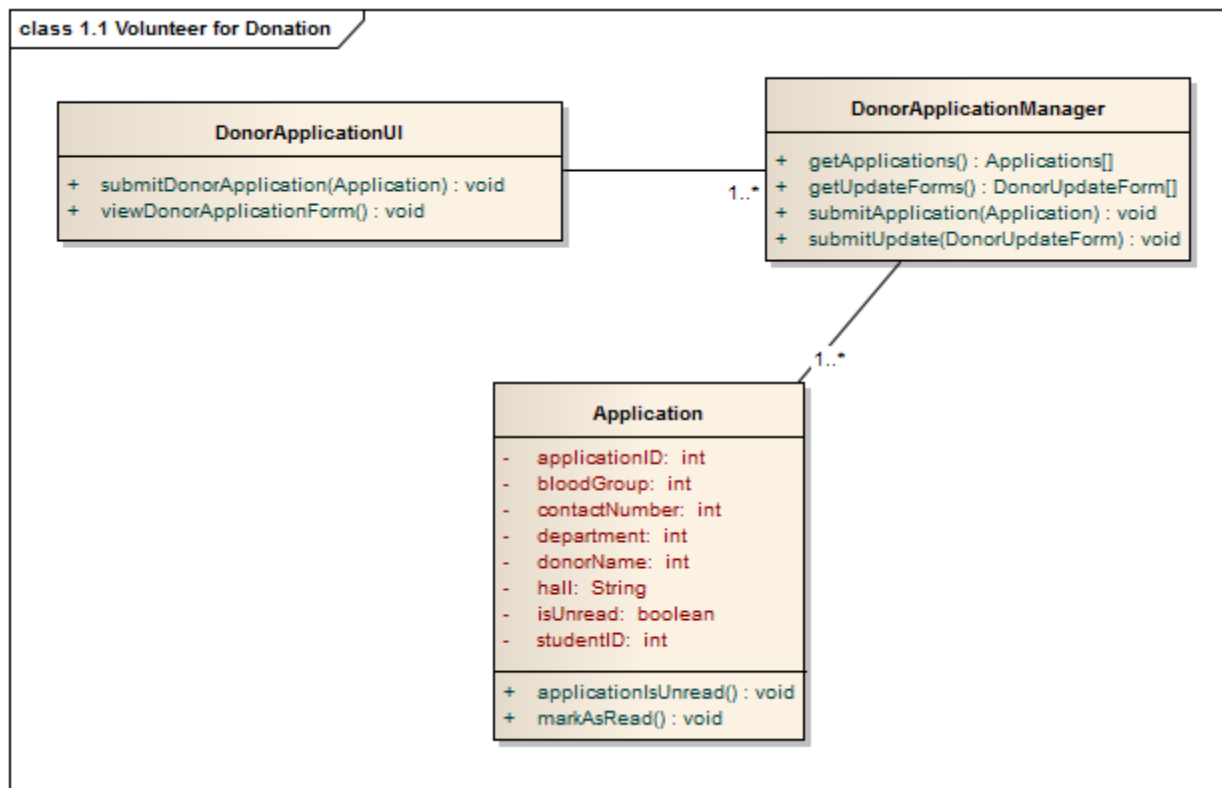 class 1.1 Volunteer for Donation
DonorApplicationUI
+ submitDonorApplication(Application) : void
+ viewDonorApplicationForm() : void
1..*
DonorApplicationManager
+ getApplications() : Applications[]
+ getUpdateForms() : DonorUpdateForm[]
+ submitApplication(Application) : void
+ submitUpdate(DonorUpdateForm) : void
1..*
Application
- applicationID: int
- bloodGroup: int
- contactNumber: int
- department: int
- donorName: int
- hall: String
- isUnread: boolean
- studentID: int
+ applicationIsUnread() : void
+ markAsRead() : void